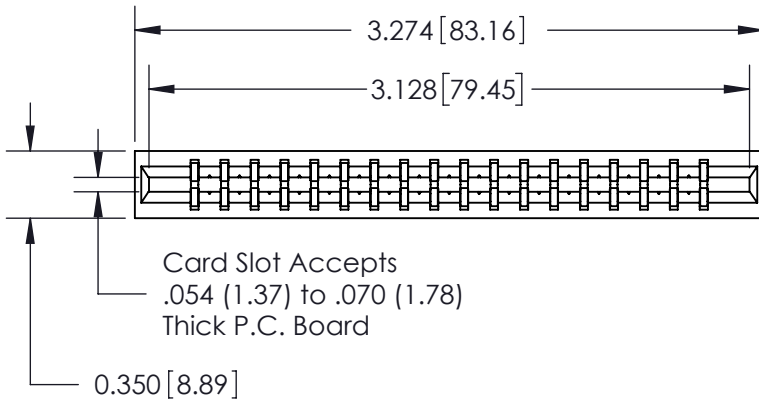 3.274[83.16]
3.128[79.45]
Card Slot Accepts
.054 (1.37) to .070 (1.78)
Thick P.C. Board
0.350[8.89]